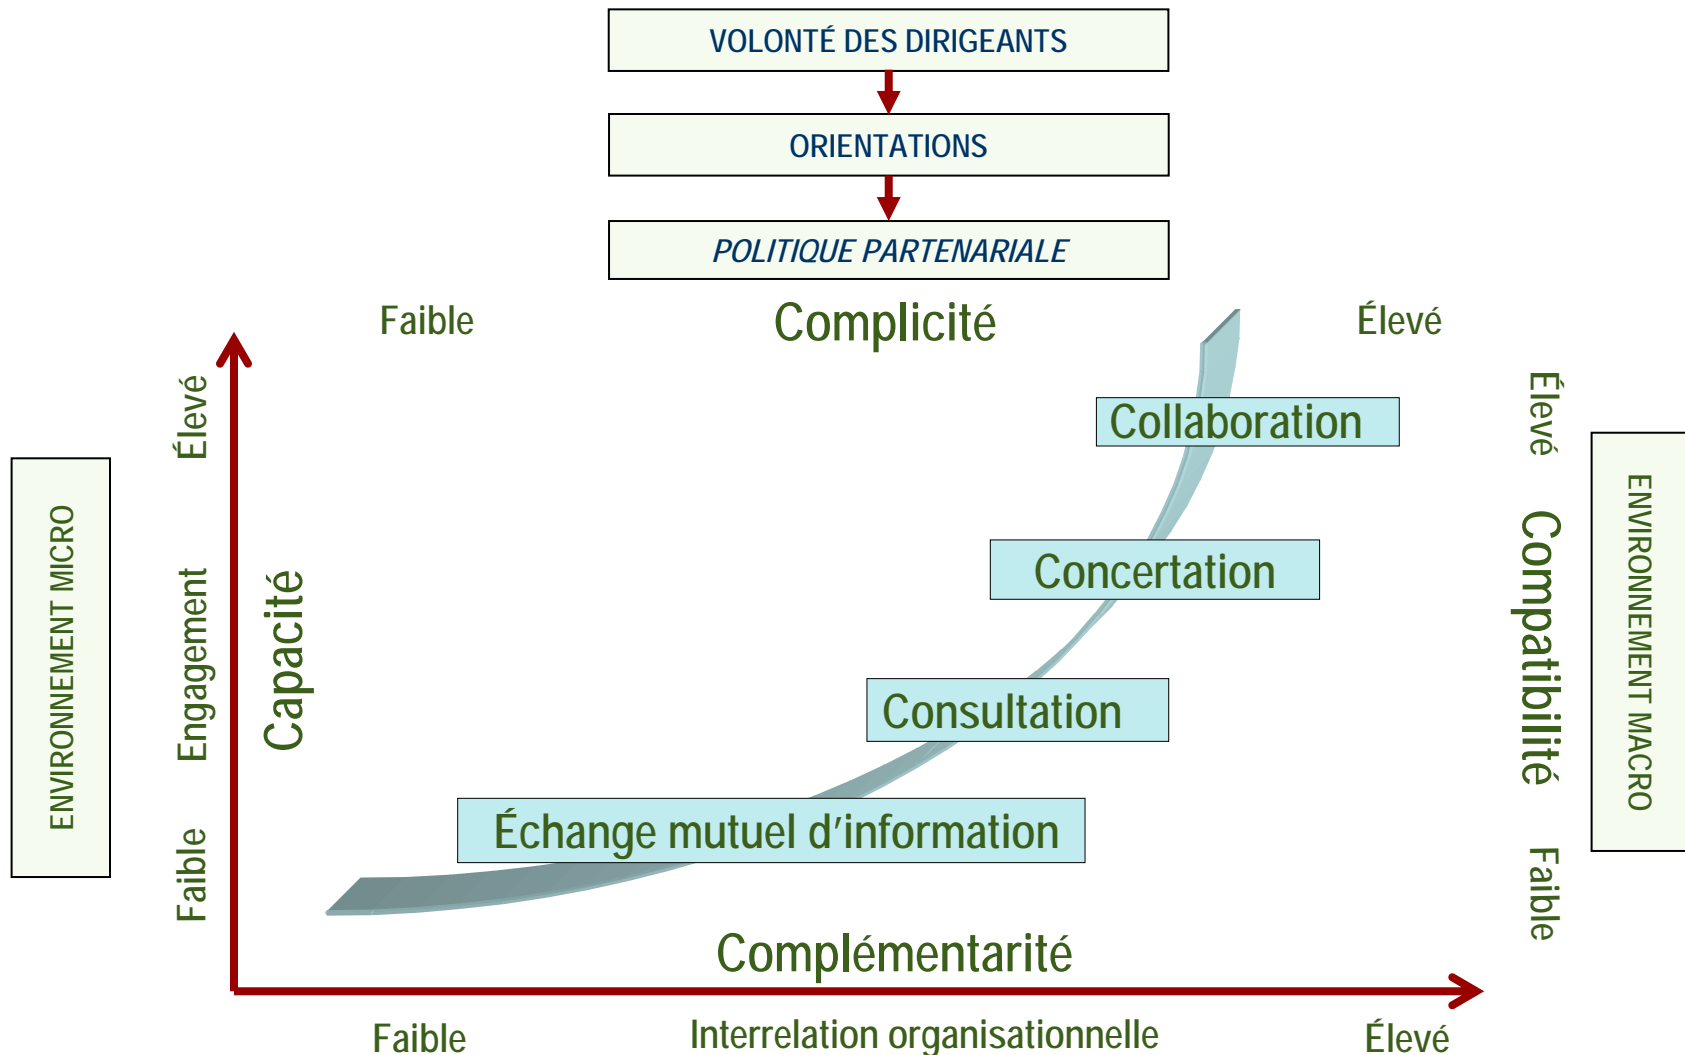 VOLONTÉ DES DIRIGEANTS
ORIENTATIONS
POLITIQUE PARTENARIALE
Faible
Complicité
Élevé
Élevé
Engagement
Faible
Capacité
ENVIRONNEMENT MICRO
Collaboration
Concertation
Consultation
Échange mutuel d'information
Élevé
Compatibilité
Faible
ENVIRONNEMENT MACRO
Complémentarité
Faible
Interrelation organisationnelle
Élevé